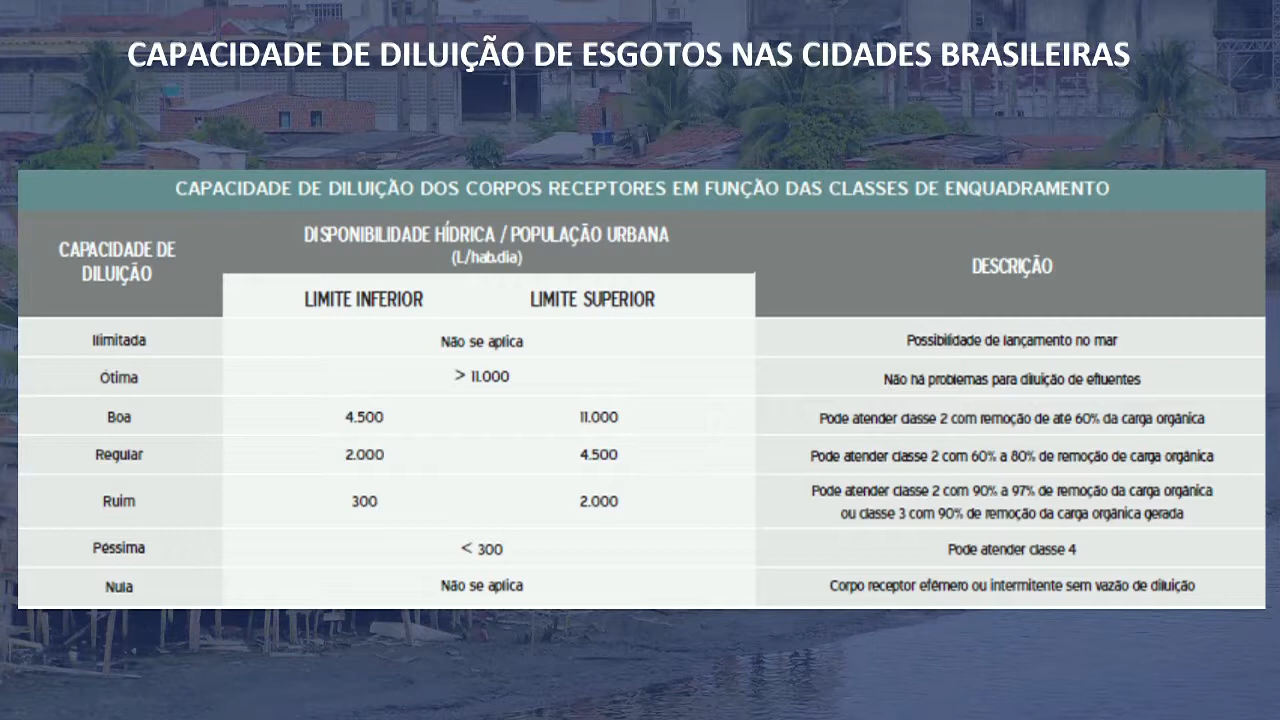 CAPACIDADE DE DILUIÇÃO DE ESGOTOS NAS CIDADES BRASILEIRAS
CAPACIDADE DE DILUIÇÃO DOS CORPOS RECEPTORES EM FUNÇÃO DAS CLASSES DE ENQUADRAMENTO
CAPACIDADE DE
DILUIÇÃO
DISPONIBILIDADE HÍDRICA / POPULAÇÃO URBANA
(L/hab.dia)
DESCRIÇÃO
LIMITE INFERIOR
LIMITE SUPERIOR
Ilimitada
Não se aplica
Possibilidade de lançamento no mar
Ótima
> 11.000
Não há problemas para diluição de efluentes
Boa
4.500
11.000
Pode atender classe 2 com remoção de até 60% da carga orgânica
Regular
2.000
4.500
Pode atender classe 2 com 60% a 80% de remoção de carga orgânica
Ruim
300
2.000
Pode atender classe 2 com 90% a 97% de remoção da carga orgânica
ou classe 3 com 90% de remoção da carga orgânica gerada
Péssima
< 300
Pode atender classe 4
Nula
Não se aplica
Corpo receptor efêmero ou intermitente sem vazão de diluição